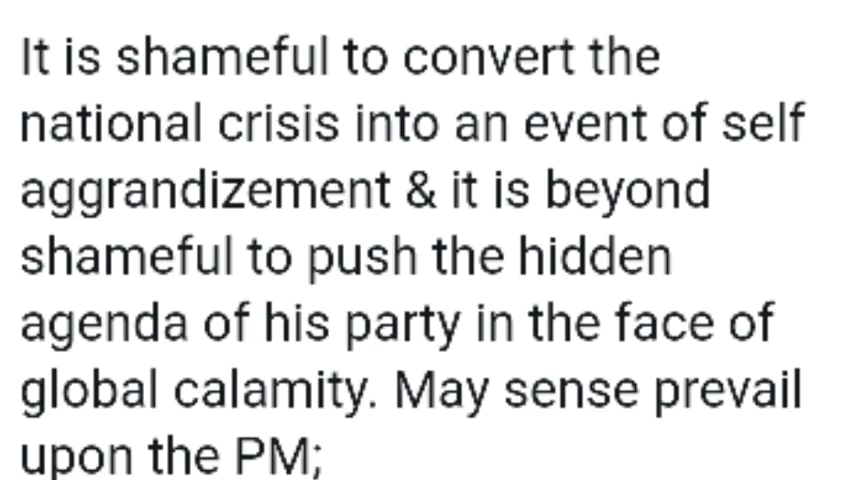 It is shameful to convert the
national crisis into an event of self
aggrandizement & it is beyond
shameful to push the hidden
agenda of his party in the face of
global calamity. May sense prevail
upon the PM;